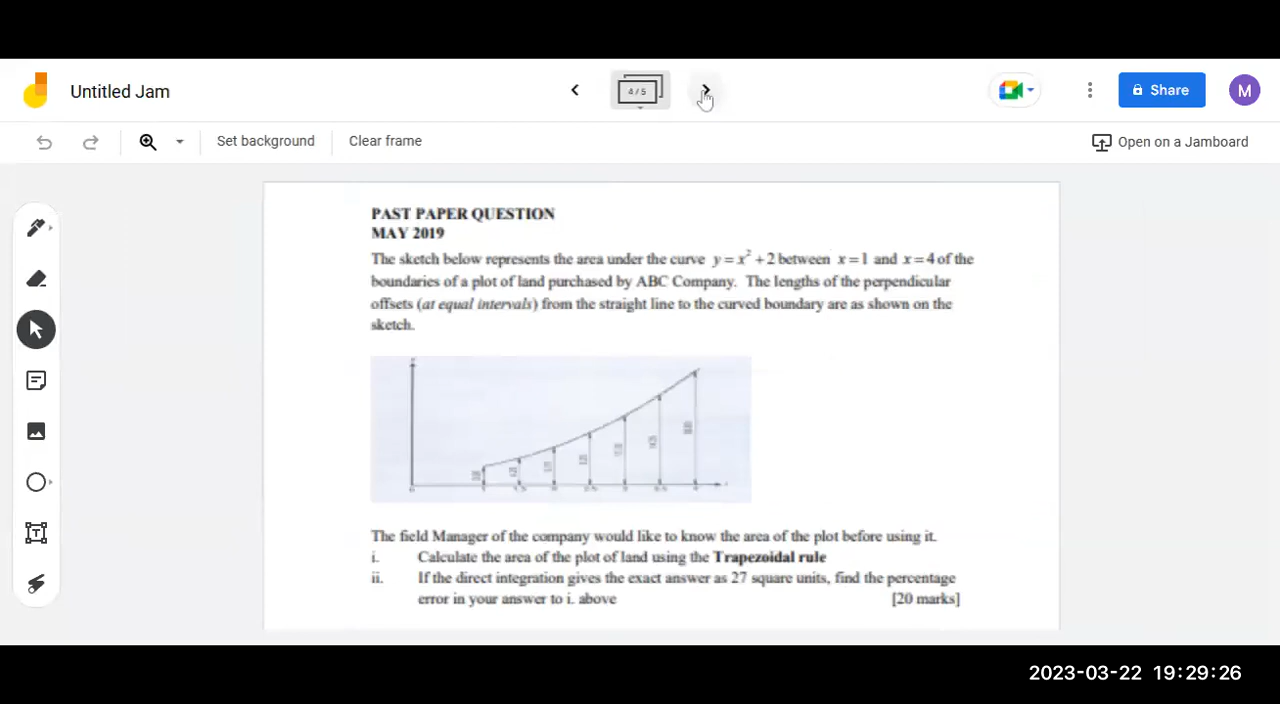 Untitled Jam
4 / 5
M
Share
Set background
Clear frame
Open on a Jamboard
PAST PAPER QUESTION
MAY 2019
The sketch below represents the area under the curve y = x² + 2 between x = 1 and x = 4 of the
boundaries of a plot of land purchased by ABC Company. The lengths of the perpendicular
offsets (at equal intervals) from the straight line to the curved boundary are as shown on the
sketch.
The field Manager of the company would like to know the area of the plot before using it.
i. Calculate the area of the plot of land using the Trapezoidal rule
ii. If the direct integration gives the exact answer as 27 square units, find the percentage
error in your answer to i. above [20 marks]
2023-03-22 19:29:26